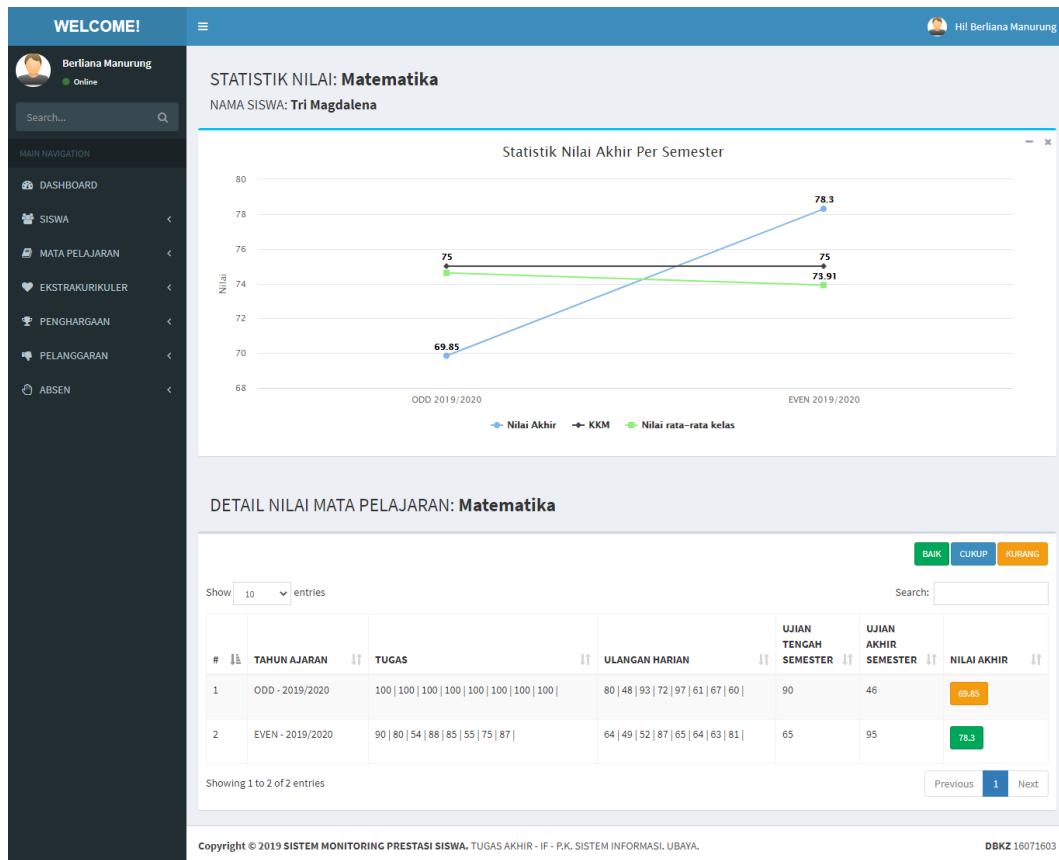 WELCOME!
Hi! Berliana Manurung
Berliana Manurung
Online
Search...
MAIN NAVIGATION
DASHBOARD
SISWA
MATA PELAJARAN
EKSTRAKURIKULER
PENGHARGAAN
PELANGGARAN
ABSEN
STATISTIK NILAI: Matematika
NAMA SISWA: Tri Magdalena
Statistik Nilai Akhir Per Semester
Nilai
80
78
76
74
72
70
68
78.3
75
75
73.91
69.85
ODD 2019/2020
EVEN 2019/2020
Nilai Akhir KKM Nilai rata-rata kelas
DETAIL NILAI MATA PELAJARAN: Matematika
BAIK CUKUP KURANG
Show 10 entries
Search:
# TAHUN AJARAN TUGAS ULANGAN HARIAN UJIAN TENGAH SEMESTER UJIAN AKHIR SEMESTER NILAI AKHIR
1 ODD - 2019/2020 100 | 100 | 100 | 100 | 100 | 100 | 100 | 100 | 80 | 48 | 93 | 72 | 97 | 61 | 67 | 60 | 90 46 69.85
2 EVEN - 2019/2020 90 | 80 | 54 | 88 | 85 | 55 | 75 | 87 | 64 | 49 | 52 | 87 | 65 | 64 | 63 | 81 | 65 95 78.3
Showing 1 to 2 of 2 entries
Previous 1 Next
Copyright © 2019 SISTEM MONITORING PRESTASI SISWA. TUGAS AKHIR - IF - P.K. SISTEM INFORMASI. UBAYA.
DBKZ 16071603